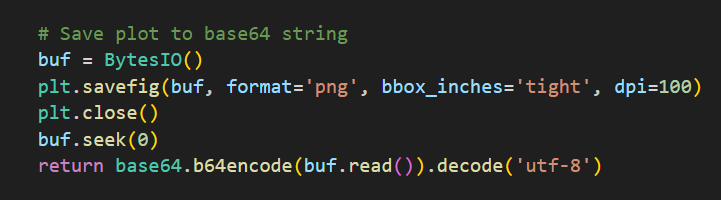 # Save plot to base64 string
buf = BytesIO()
plt.savefig(buf, format='png', bbox_inches='tight', dpi=100)
plt.close()
buf.seek(0)
return base64.b64encode(buf.read()).decode('utf-8')